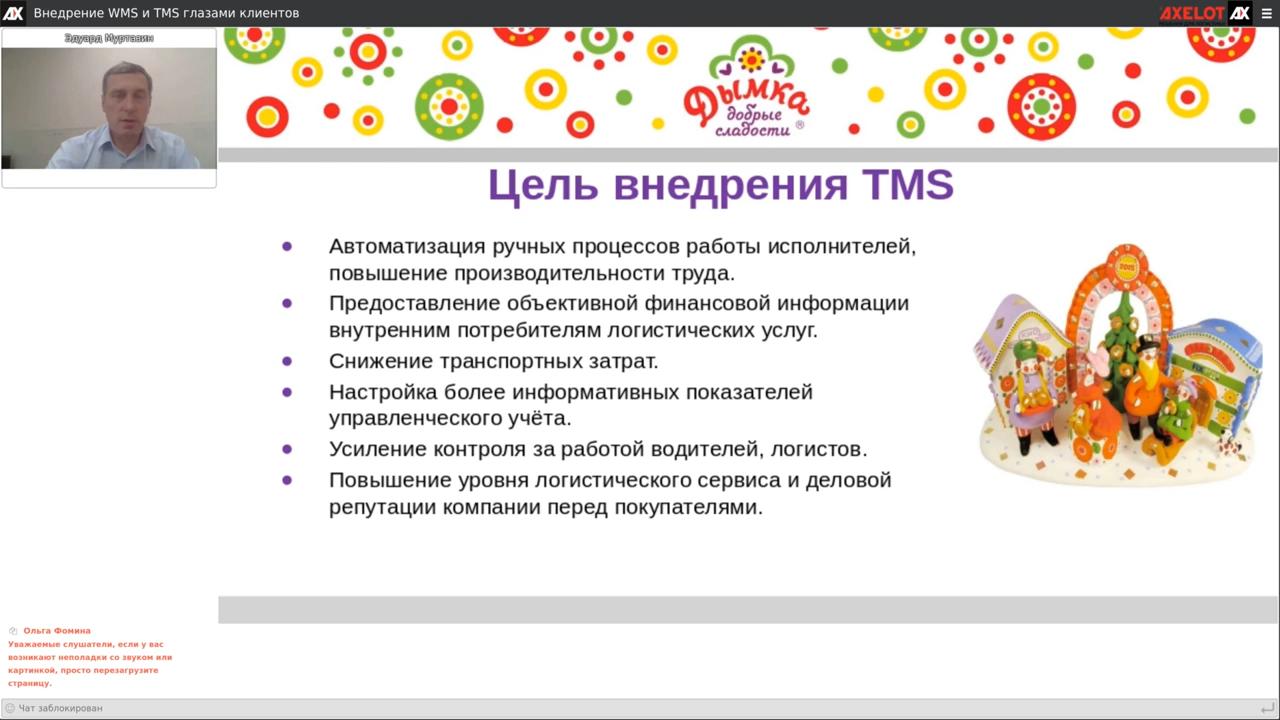 Внедрение WMS и TMS глазами клиентов
AXELOT
Эдуард Муртазин
Дымка
добрые
сладости
®
Цель внедрения TMS
Автоматизация ручных процессов работы исполнителей,
повышение производительности труда.
Предоставление объективной финансовой информации
внутренним потребителям логистических услуг.
Снижение транспортных затрат.
Настройка более информативных показателей
управленческого учёта.
Усиление контроля за работой водителей, логистов.
Повышение уровня логистического сервиса и деловой
репутации компании перед покупателями.
2015
Ольга Фомина
Уважаемые слушатели, если у вас
возникают неполадки со звуком или
картинкой, просто перезагрузите
страницу.
Чат заблокирован